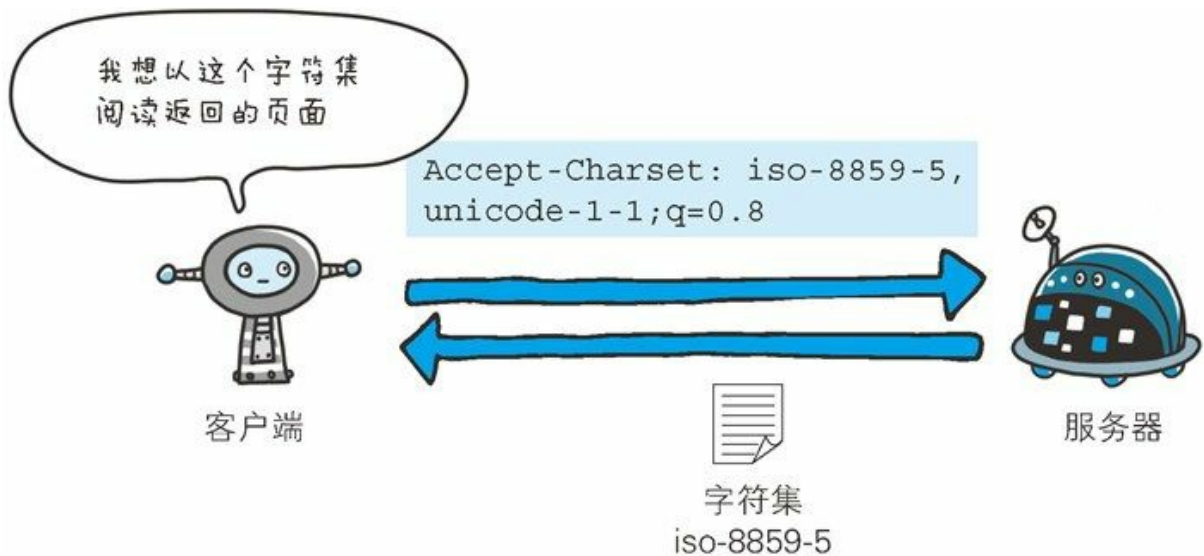 我想以这个字符集
阅读返回的页面
Accept-Charset: iso-8859-5,
unicode-1-1;q=0.8
客户端
服务器
字符集
iso-8859-5